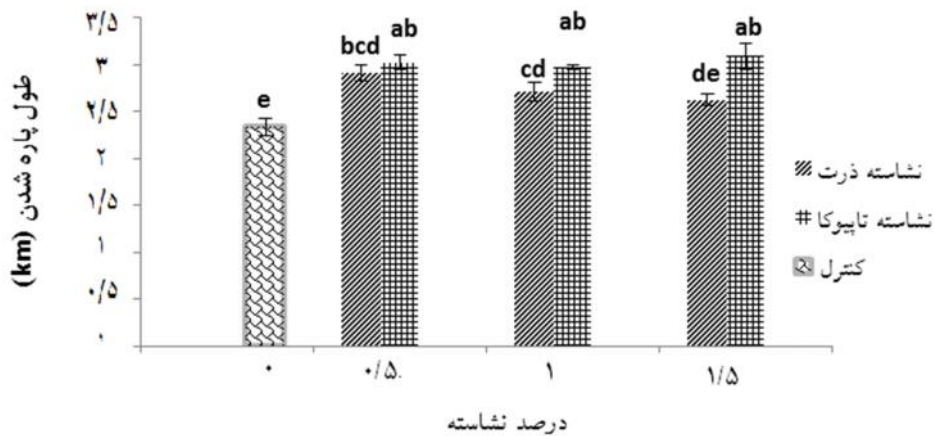 طول پاره شدن (km)
۳/۵
۳
۲/۵
۲
۱/۵
۱
۰/۵
۰
e
bcd
ab
cd
ab
de
ab
۰
۰/۵
۱
۱/۵
درصد نشاسته
نشاسته ذرت
نشاسته تاپیوکا
کنترل